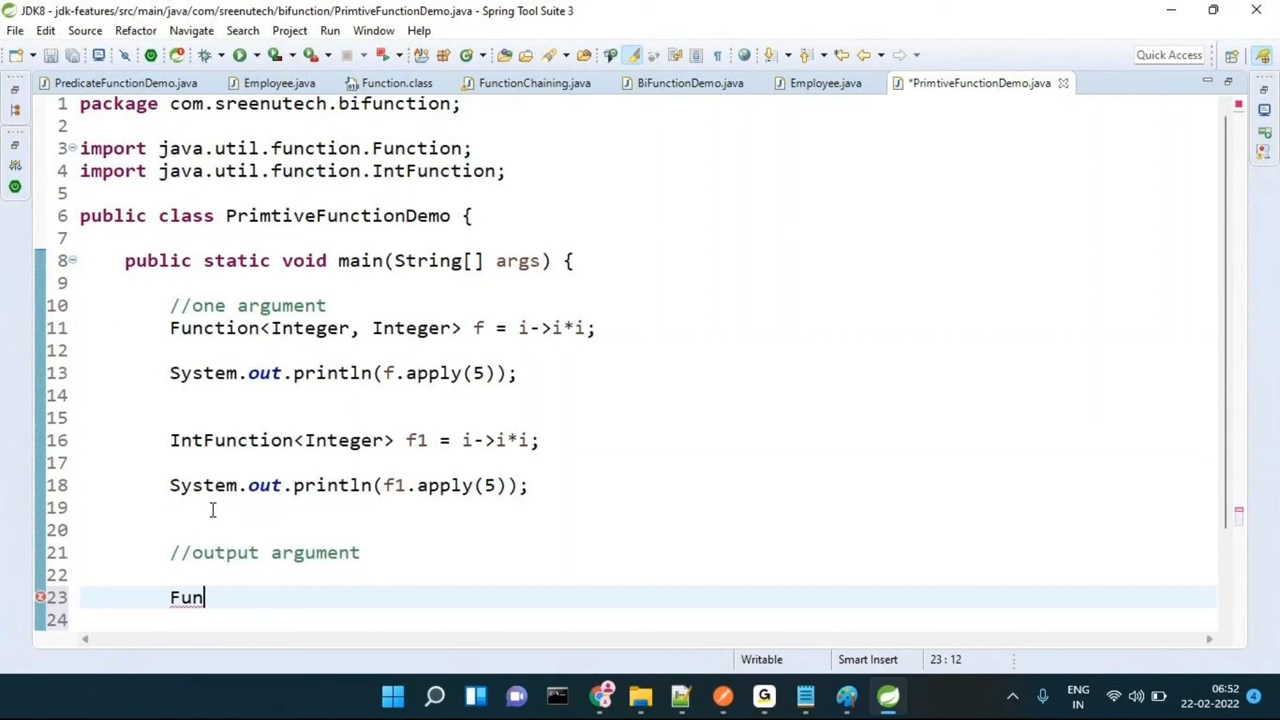 JDK8 - jdk-features/src/main/java/com/sreenutech/bifunction/PrimtiveFunctionDemo.java - Spring Tool Suite 3
File Edit Source Refactor Navigate Search Project Run Window Help
Quick Access
PredicateFunctionDemo.java Employee.java Function.class FunctionChaining.java BiFunctionDemo.java Employee.java *PrimtiveFunctionDemo.java
1 package com.sreenutech.bifunction;
2
3 import java.util.function.Function;
4 import java.util.function.IntFunction;
5
6 public class PrimtiveFunctionDemo {
7
8 public static void main(String[] args) {
9
10 //one argument
11 Function<Integer, Integer> f = i->i*i;
12
13 System.out.println(f.apply(5));
14
15
16 IntFunction<Integer> f1 = i->i*i;
17
18 System.out.println(f1.apply(5));
19
20
21 //output argument
22
23 Fun
24
Writable Smart Insert 23 : 12
ENG
IN
06:52
22-02-2022
4